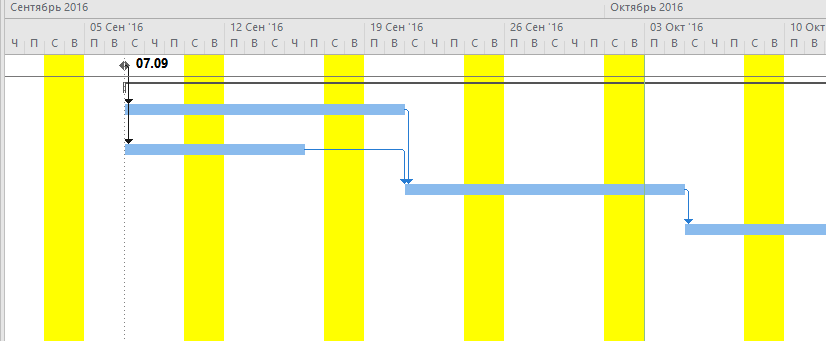 Сентябрь 2016 Октябрь 2016
05 Сен '16 12 Сен '16 19 Сен '16 26 Сен '16 03 Окт '16 10 Окт
Ч П С В П В С Ч П С В П В С Ч П С В П В С Ч П С В П В С Ч П С В П В С Ч П С В П В
07.09